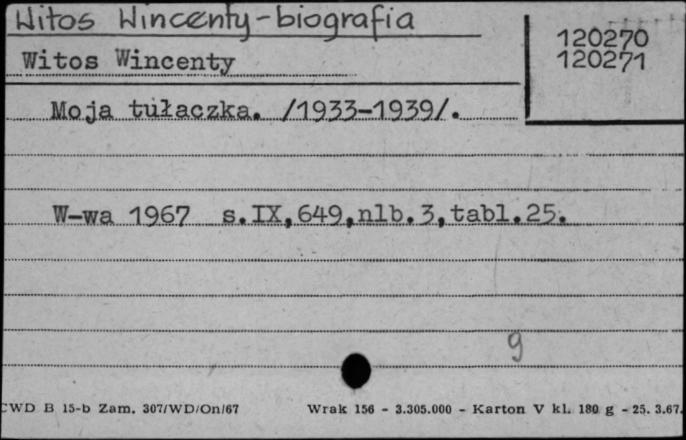 Witos Wincenty-biografia
120270
Witos Wincenty
120271
Moja tułaczka. /1933-1939/.
W-wa 1967 s.IX,649,nlb.3,tabl.25.
9
CWD B 15-b Zam. 307/WD/On/67 Wrak 156 - 3.305.000 - Karton V kl. 180 g - 25. 3.67.